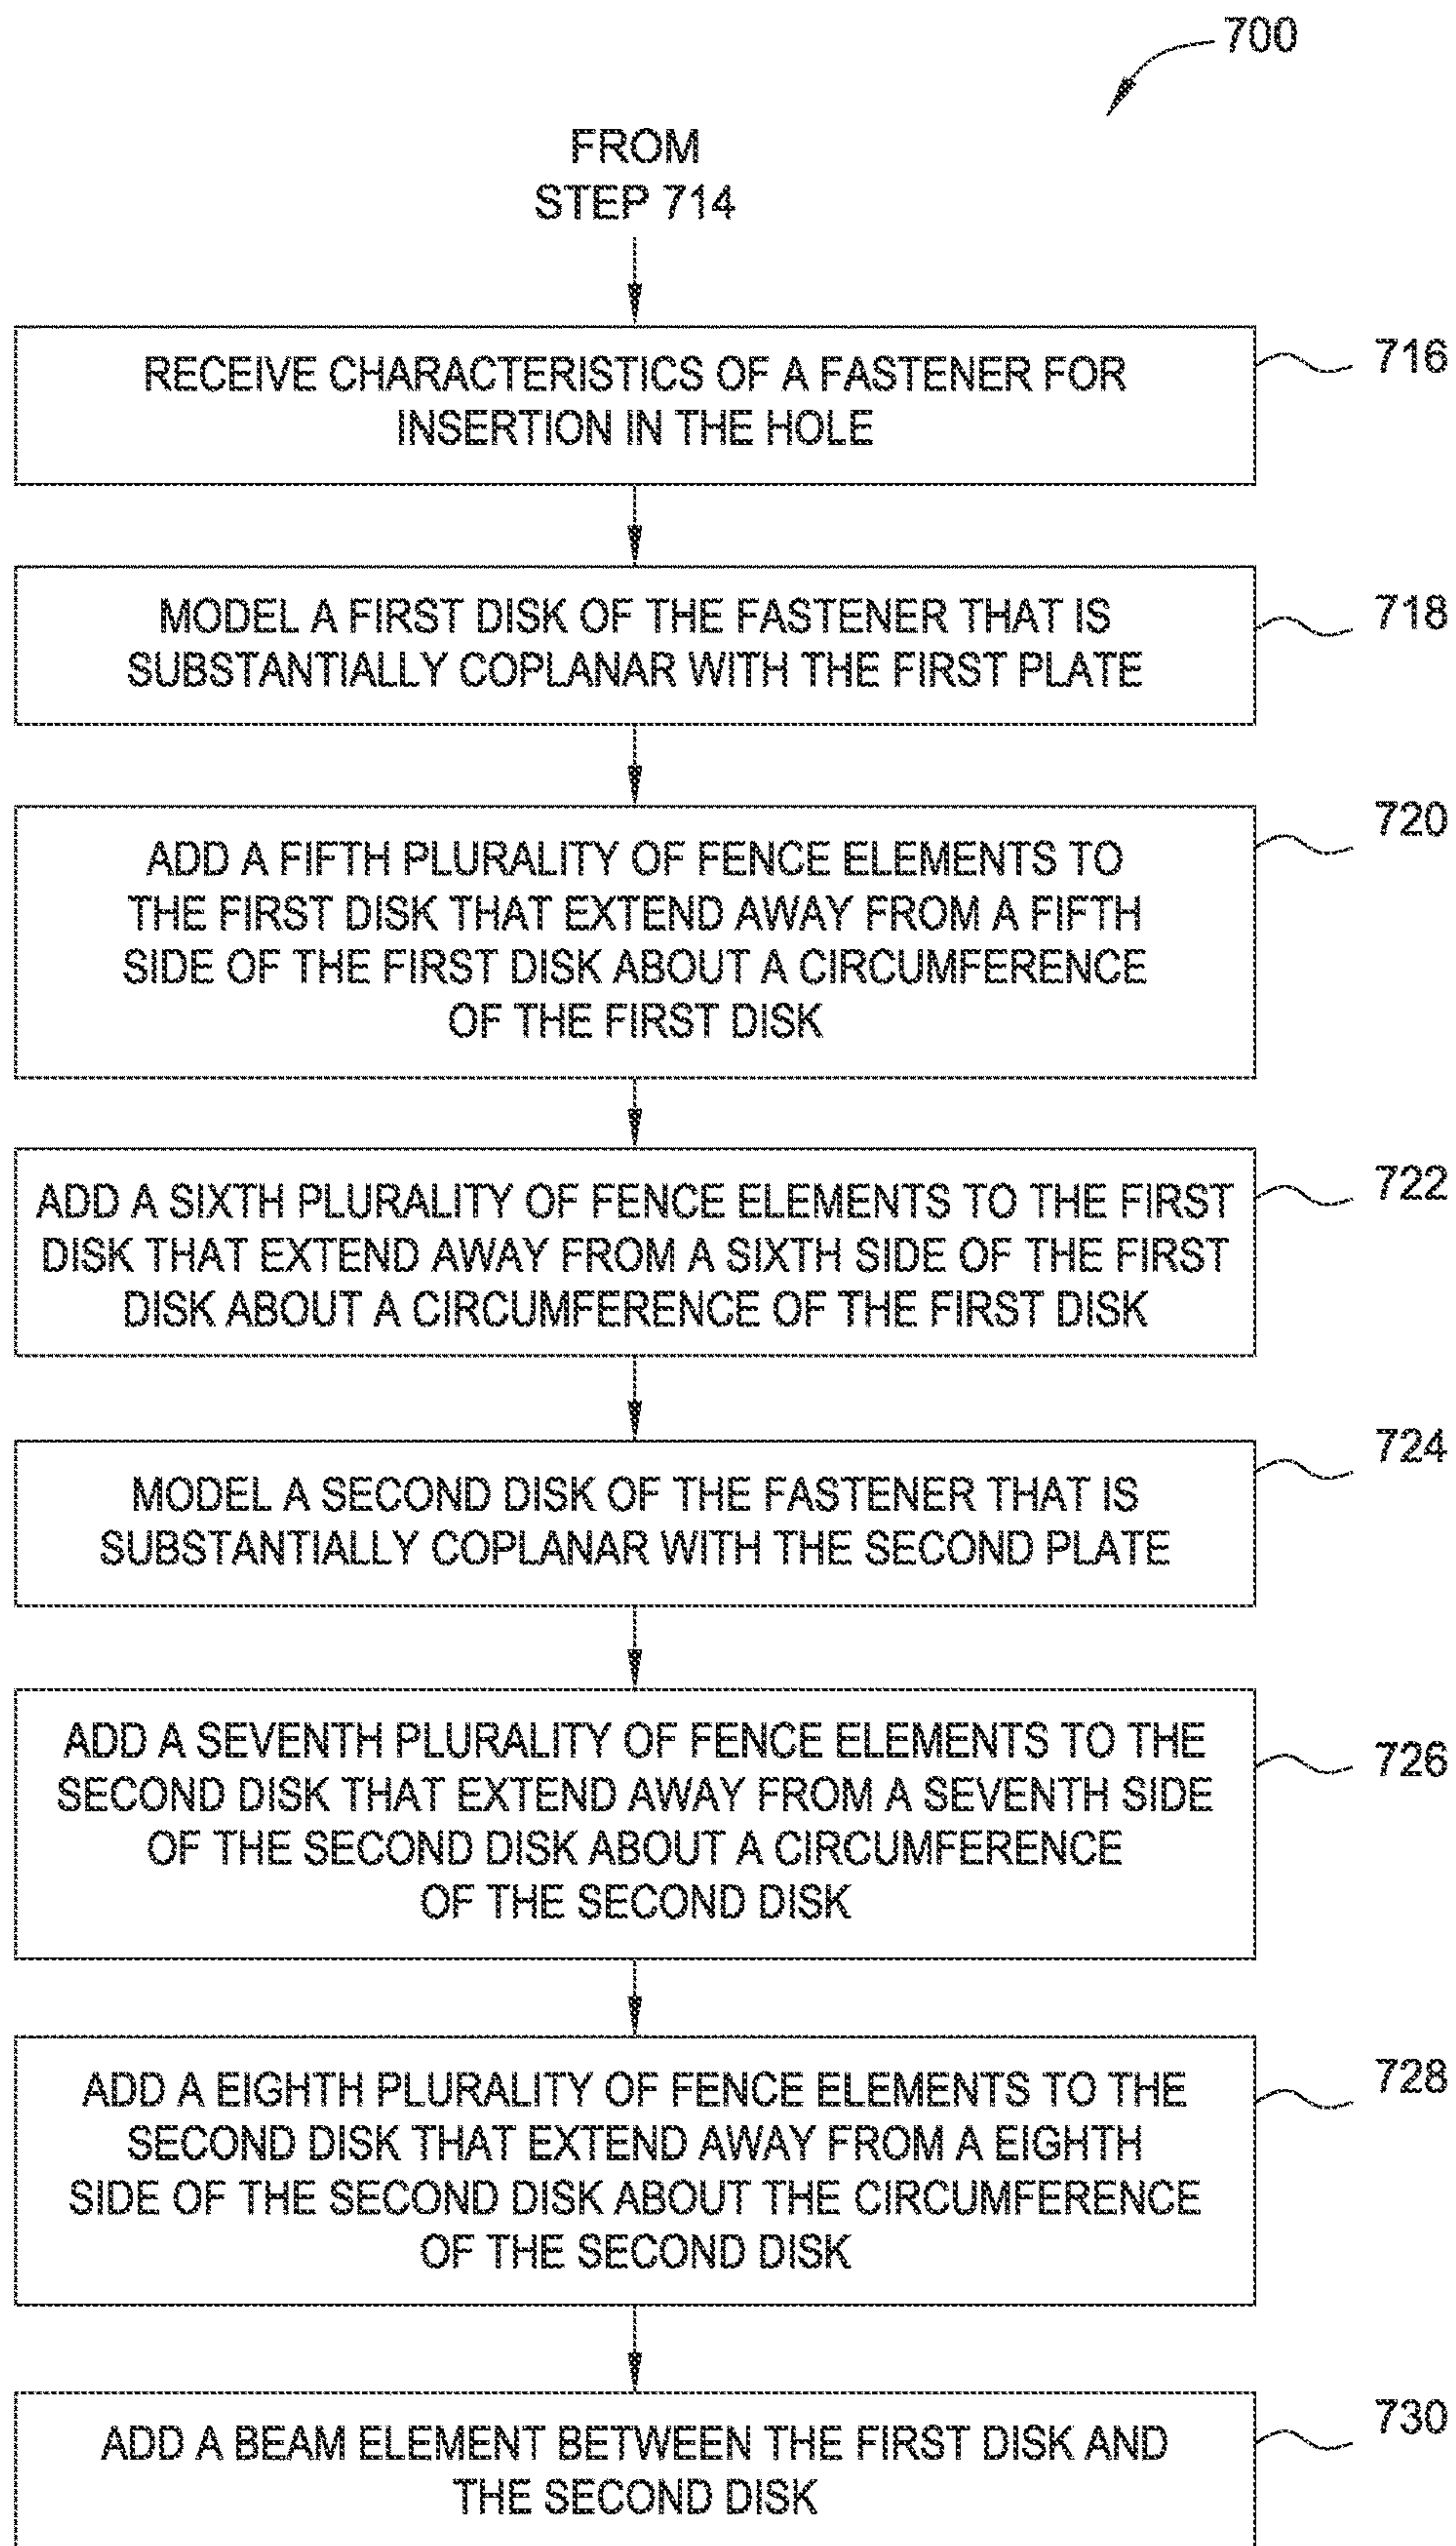 700
FROM
STEP 714
RECEIVE CHARACTERISTICS OF A FASTENER FOR
INSERTION IN THE HOLE
716
MODEL A FIRST DISK OF THE FASTENER THAT IS
SUBSTANTIALLY COPLANAR WITH THE FIRST PLATE
718
ADD A FIFTH PLURALITY OF FENCE ELEMENTS TO
THE FIRST DISK THAT EXTEND AWAY FROM A FIFTH
SIDE OF THE FIRST DISK ABOUT A CIRCUMFERENCE
OF THE FIRST DISK
720
ADD A SIXTH PLURALITY OF FENCE ELEMENTS TO THE FIRST
DISK THAT EXTEND AWAY FROM A SIXTH SIDE OF THE FIRST
DISK ABOUT A CIRCUMFERENCE OF THE FIRST DISK
722
MODEL A SECOND DISK OF THE FASTENER THAT IS
SUBSTANTIALLY COPLANAR WITH THE SECOND PLATE
724
ADD A SEVENTH PLURALITY OF FENCE ELEMENTS TO THE
SECOND DISK THAT EXTEND AWAY FROM A SEVENTH SIDE
OF THE SECOND DISK ABOUT A CIRCUMFERENCE
OF THE SECOND DISK
726
ADD A EIGHTH PLURALITY OF FENCE ELEMENTS TO THE
SECOND DISK THAT EXTEND AWAY FROM A EIGHTH
SIDE OF THE SECOND DISK ABOUT THE CIRCUMFERENCE
OF THE SECOND DISK
728
ADD A BEAM ELEMENT BETWEEN THE FIRST DISK AND
THE SECOND DISK
730